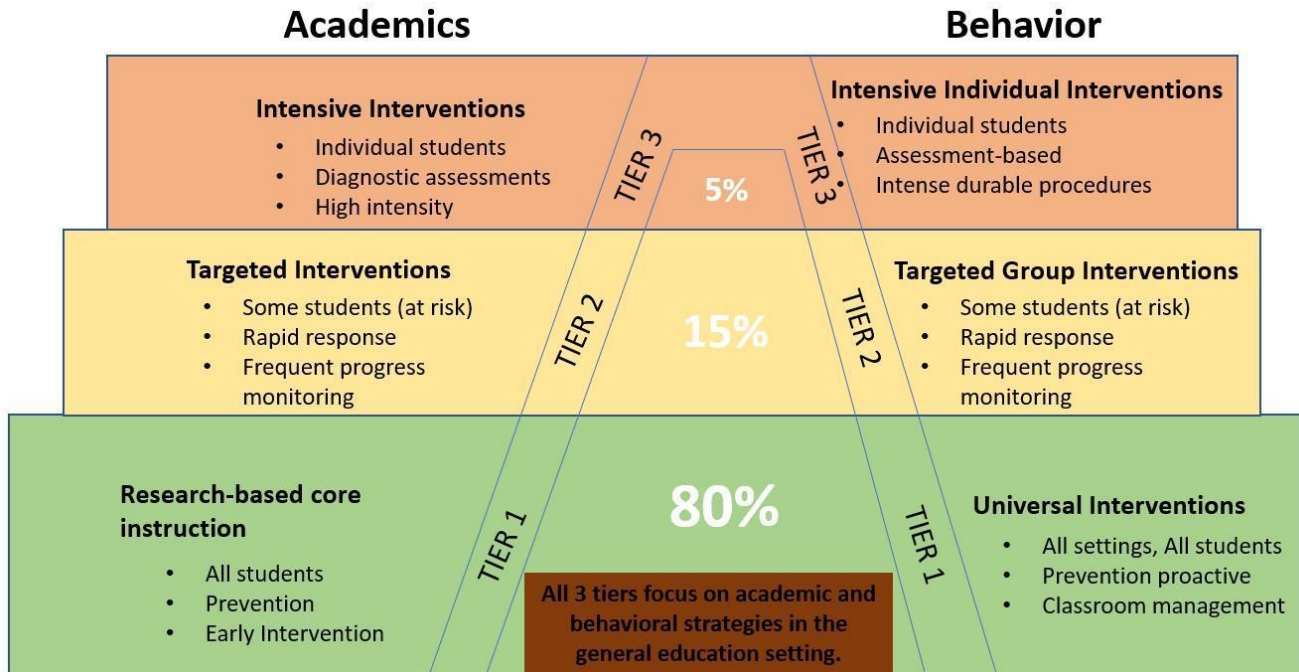 Academics
Behavior
Intensive Interventions
• Individual students
• Diagnostic assessments
• High intensity
TIER 3
5%
TIER 3
Intensive Individual Interventions
• Individual students
• Assessment-based
• Intense durable procedures
Targeted Interventions
• Some students (at risk)
• Rapid response
• Frequent progress
monitoring
TIER 2
15%
TIER 2
Targeted Group Interventions
• Some students (at risk)
• Rapid response
• Frequent progress
monitoring
Research-based core
instruction
• All students
• Prevention
• Early Intervention
TIER 1
80%
All 3 tiers focus on academic and
behavioral strategies in the
general education setting.
TIER 1
Universal Interventions
• All settings, All students
• Prevention proactive
• Classroom management